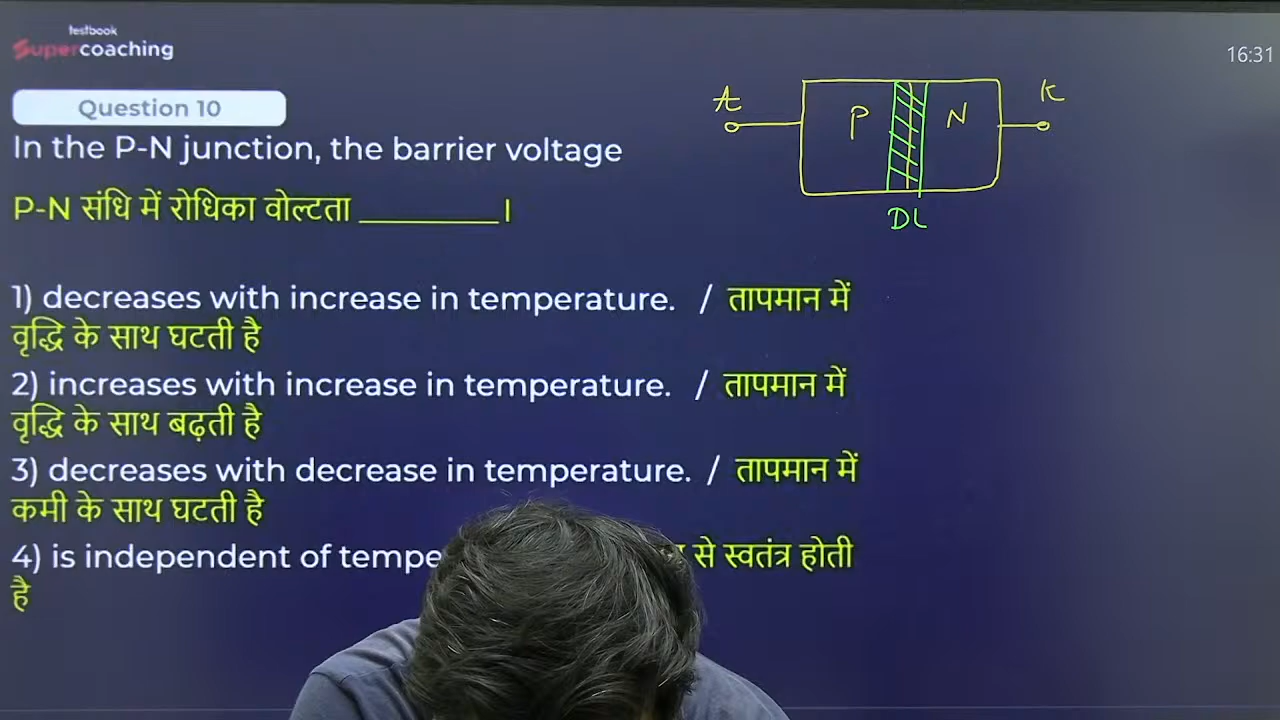 testbook
Supercoaching
16:31
Question 10
In the P-N junction, the barrier voltage
P-N संधि में रोधिका वोल्टता ________।
A
P
N
K
DL
1) decreases with increase in temperature. / तापमान में
वृद्धि के साथ घटती है
2) increases with increase in temperature. / तापमान में
वृद्धि के साथ बढ़ती है
3) decreases with decrease in temperature. / तापमान में
कमी के साथ घटती है
4) is independent of से स्वतंत्र होती
है